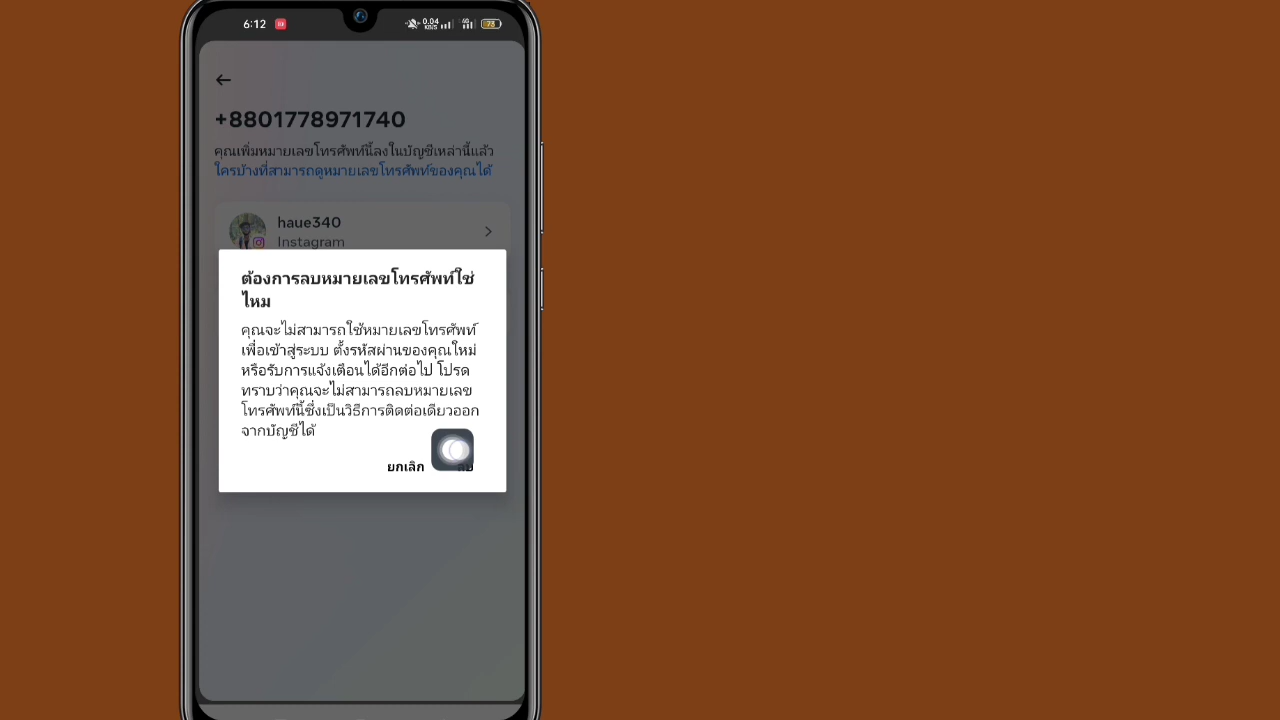 6:12
0.04
KB/S
4G
73
+8801778971740
คุณเพิ่มหมายเลขโทรศัพท์นี้ลงในบัญชีเหล่านี้แล้ว
ใครบ้างที่สามารถดูหมายเลขโทรศัพท์ของคุณได้
haue340
Instagram
ต้องการลบหมายเลขโทรศัพท์ใช่
ไหม
คุณจะไม่สามารถใช้หมายเลขโทรศัพท์
เพื่อเข้าสู่ระบบ ตั้งรหัสผ่านของคุณใหม่
หรือรับการแจ้งเตือนได้อีกต่อไป โปรด
ทราบว่าคุณจะไม่สามารถลบหมายเลข
โทรศัพท์นี้ซึ่งเป็นวิธีการติดต่อเดียวออก
จากบัญชีได้
ยกเลิก ลบ